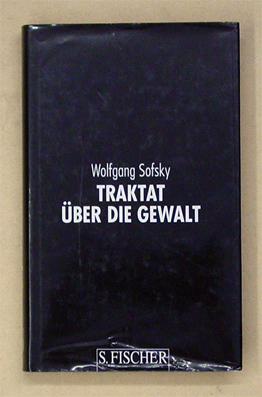 Wolfgang Sofsky
TRAKTAT
ÜBER DIE GEWALT
S. FISCHER